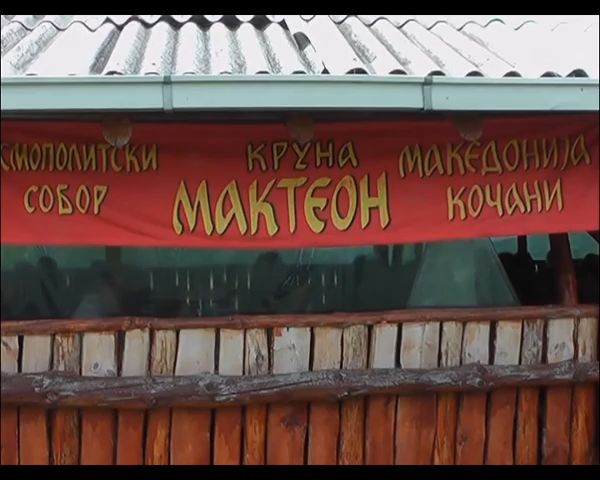 СМОПОЛИТСКИ СОБОР
КРУНА МАКТЕОН
МАКЕДОНИЈА КОЧАНИ